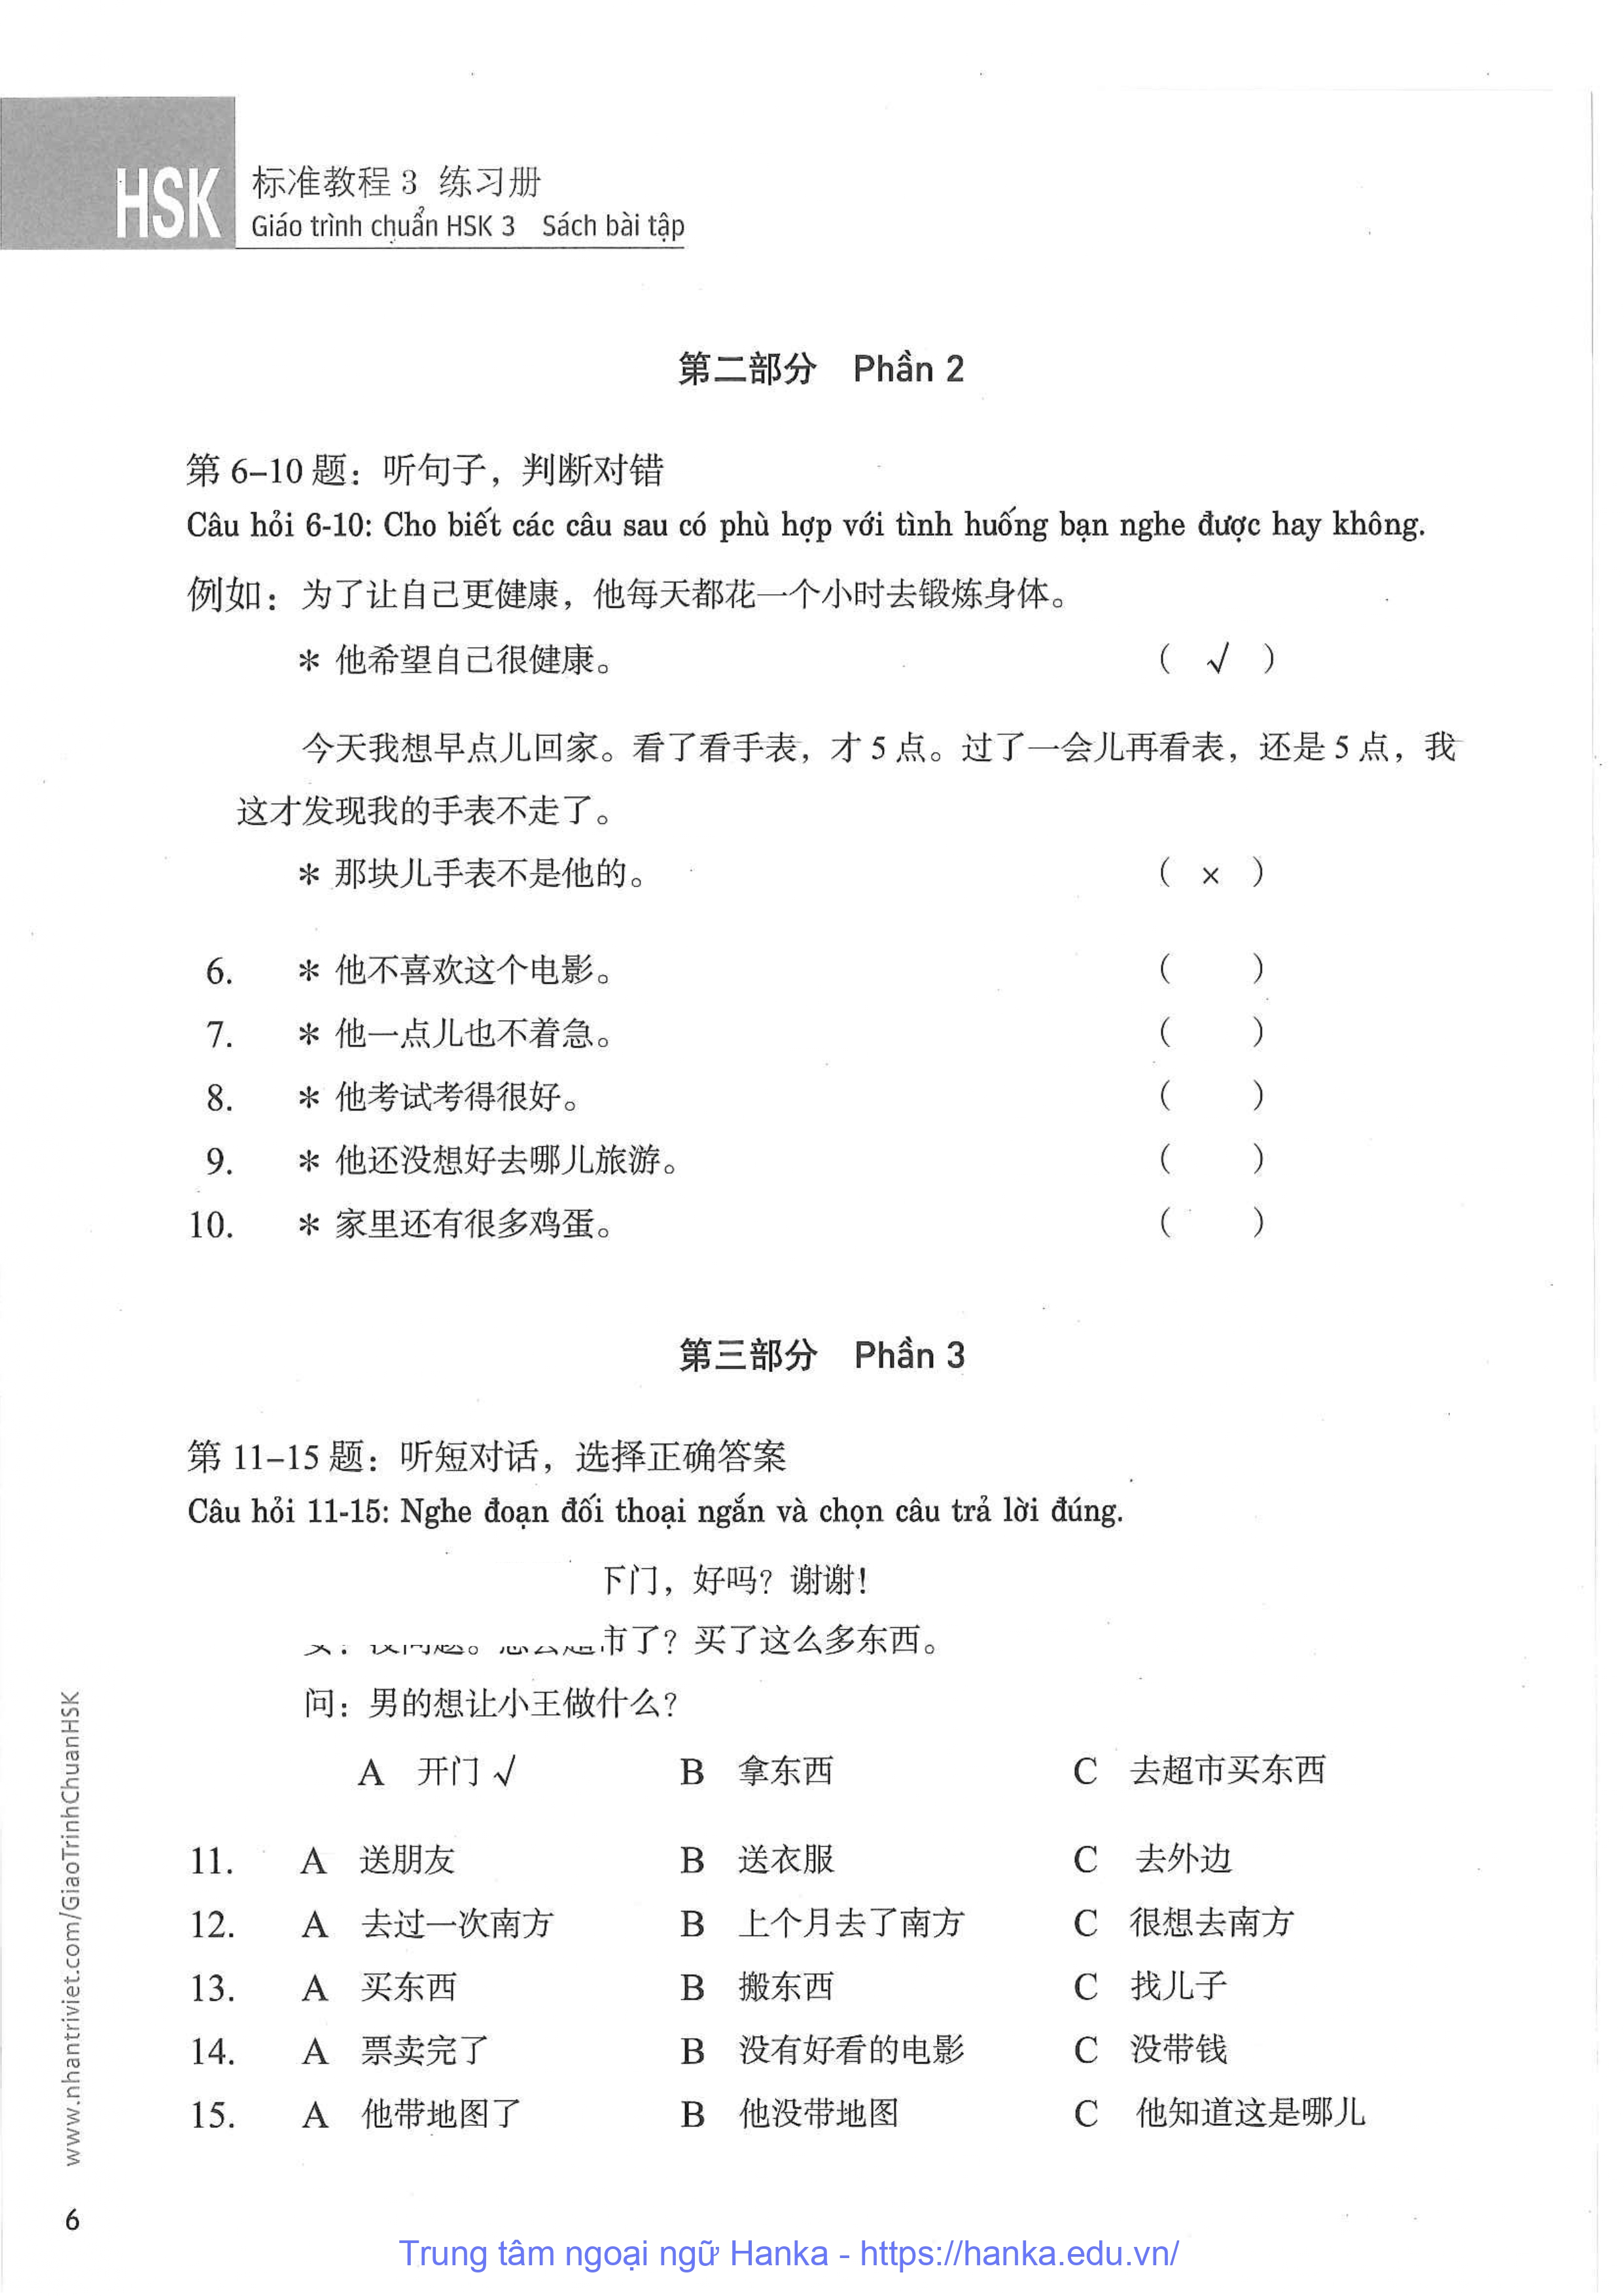 HSK
标准教程 3 练习册
Giáo trình chuẩn HSK 3 Sách bài tập
第二部分 Phần 2
第 6–10 题：听句子，判断对错
Câu hỏi 6-10: Cho biết các câu sau có phù hợp với tình huống bạn nghe được hay không.
例如：为了让自己更健康，他每天都花一个小时去锻炼身体。
＊ 他希望自己很健康。 （ √ ）
今天我想早点儿回家。看了看手表，才 5 点。过了一会儿再看表，还是 5 点，我
这才发现我的手表不走了。
＊ 那块儿手表不是他的。 （ × ）
6. ＊ 他不喜欢这个电影。 （ ）
7. ＊ 他一点儿也不着急。 （ ）
8. ＊ 他考试考得很好。 （ ）
9. ＊ 他还没想好去哪儿旅游。 （ ）
10. ＊ 家里还有很多鸡蛋。 （ ）
第三部分 Phần 3
第 11–15 题：听短对话，选择正确答案
Câu hỏi 11-15: Nghe đoạn đối thoại ngắn và chọn câu trả lời đúng.
下门，好吗？谢谢！
市了？买了这么多东西。
问：男的想让小王做什么？
A 开门 √ B 拿东西 C 去超市买东西
11. A 送朋友 B 送衣服 C 去外边
12. A 去过一次南方 B 上个月去了南方 C 很想去南方
13. A 买东西 B 搬东西 C 找儿子
14. A 票卖完了 B 没有好看的电影 C 没带钱
15. A 他带地图了 B 他没带地图 C 他知道这是哪儿
www.nhantriviet.com/GiaoTrinhChuanHSK
6
Trung tâm ngoại ngữ Hanka - https://hanka.edu.vn/